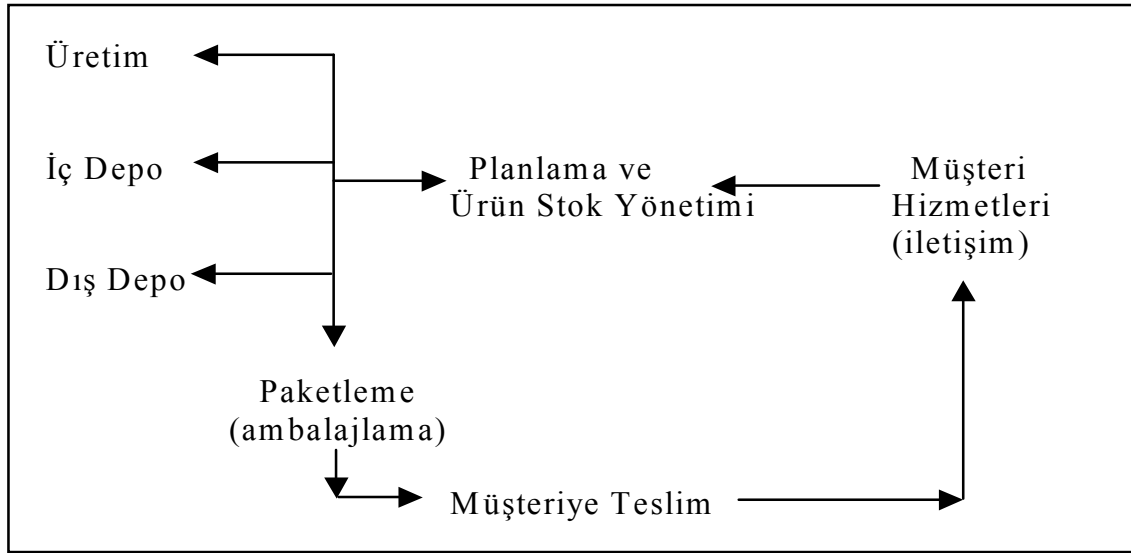 Üretim
İç Depo
Planlama ve
Ürün Stok Yönetimi
Müşteri
Hizmetleri
(iletişim)
Dış Depo
Paketleme
(ambalajlama)
Müşteriye Teslim